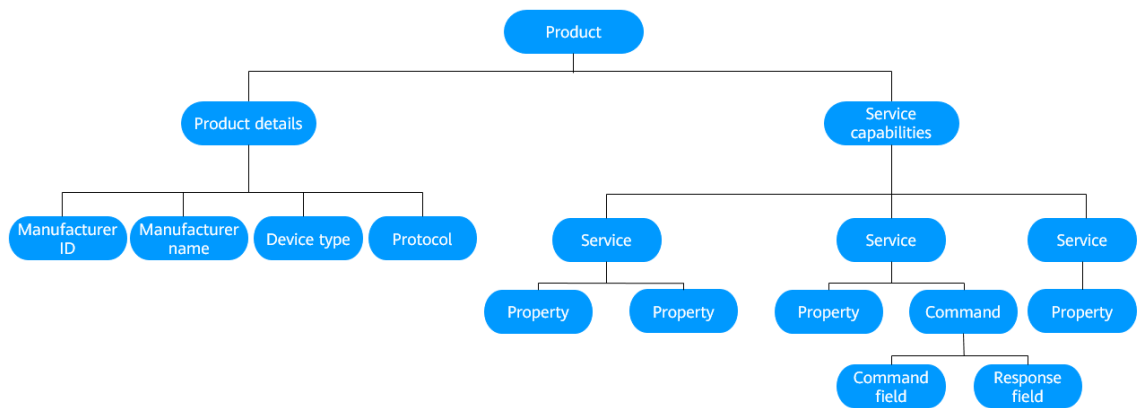 Product
Product details
Service
capabilities
Manufacturer
ID
Manufacturer
name
Device type
Protocol
Service
Service
Service
Property
Property
Property
Command
Property
Command
field
Response
field